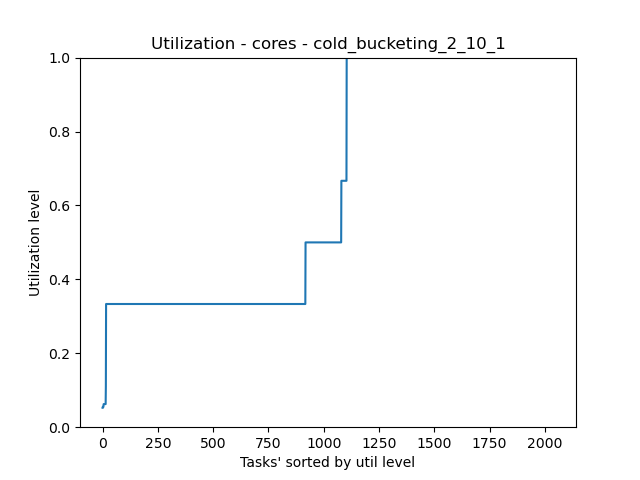 Utilization - cores - cold_bucketing_2_10_1
1.0
0.8
0.6
0.4
0.2
0.0
Utilization level
0 250 500 750 1000 1250 1500 1750 2000
Tasks' sorted by util level